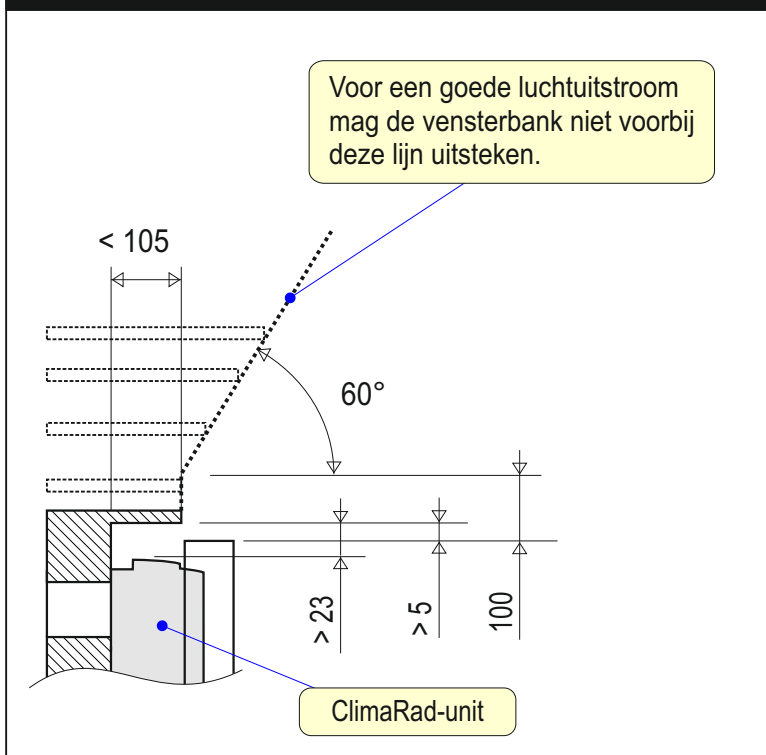 Voor een goede luchtuitstroom
mag de vensterbank niet voorbij
deze lijn uitsteken.
< 105
60°
> 23
> 5
100
ClimaRad-unit